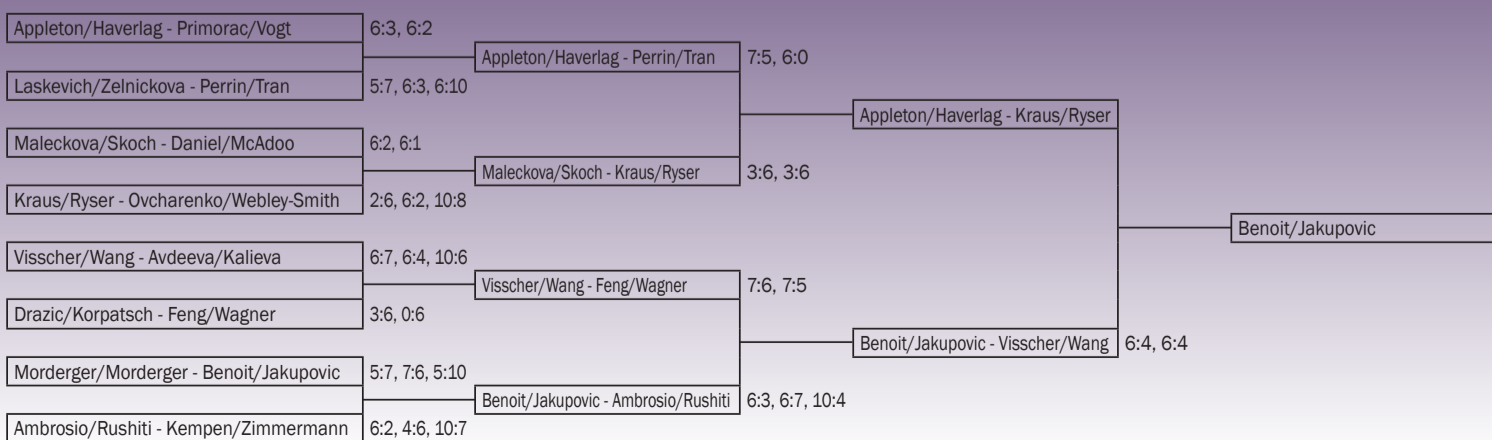 Appleton/Haverlag - Primorac/Vogt 6:3, 6:2
Appleton/Haverlag - Perrin/Tran 7:5, 6:0
Laskevich/Zelnickova - Perrin/Tran 5:7, 6:3, 6:10
Appleton/Haverlag - Kraus/Ryser
Maleckova/Skoch - Daniel/McAdoo 6:2, 6:1
Maleckova/Skoch - Kraus/Ryser 3:6, 3:6
Kraus/Ryser - Ovcharenko/Webley-Smith 2:6, 6:2, 10:8
Benoit/Jakupovic
Visscher/Wang - Avdeeva/Kalieva 6:7, 6:4, 10:6
Visscher/Wang - Feng/Wagner 7:6, 7:5
Drazic/Korpatsch - Feng/Wagner 3:6, 0:6
Benoit/Jakupovic - Visscher/Wang 6:4, 6:4
Morderger/Morderger - Benoit/Jakupovic 5:7, 7:6, 5:10
Benoit/Jakupovic - Ambrosio/Rushiti 6:3, 6:7, 10:4
Ambrosio/Rushiti - Kempen/Zimmermann 6:2, 4:6, 10:7